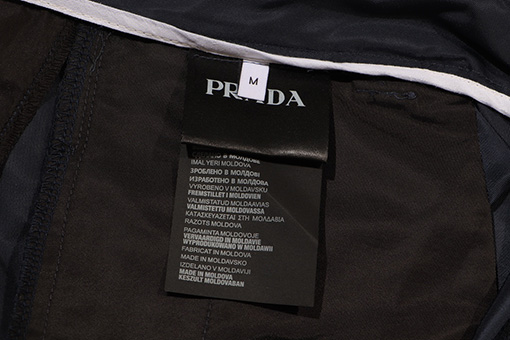 M
PRADA
IMAL YERI MOLDOVA
ЗРОБЛЕНО В МОЛДОВІ
ИЗРАБОТЕНО В МОЛДОВА
VYROBENO V MOLDAVSKU
FREMSTILLET I MOLDOVIEN
VALMISTATUD MOLDAAVIAS
VALMISTETTU MOLDOVASSA
ΚΑΤΑΣΚΕΥΑΖΕΤΑΙ ΣΤΗ ΜΟΛΔΑΒΙΑ
RAZOTS MOLDOVA
PAGAMINTA MOLDOVOJE
VERVAARDIGD IN MOLDAVIE
WYPRODUKOWANO W MOLDAWII
FABRICAT IN MOLDOVA
MADE IN MOLDAVSKO
IZDELANO V MOLDAVIJI
MADE IN MOLDOVA
KESZULT MOLDOVABAN